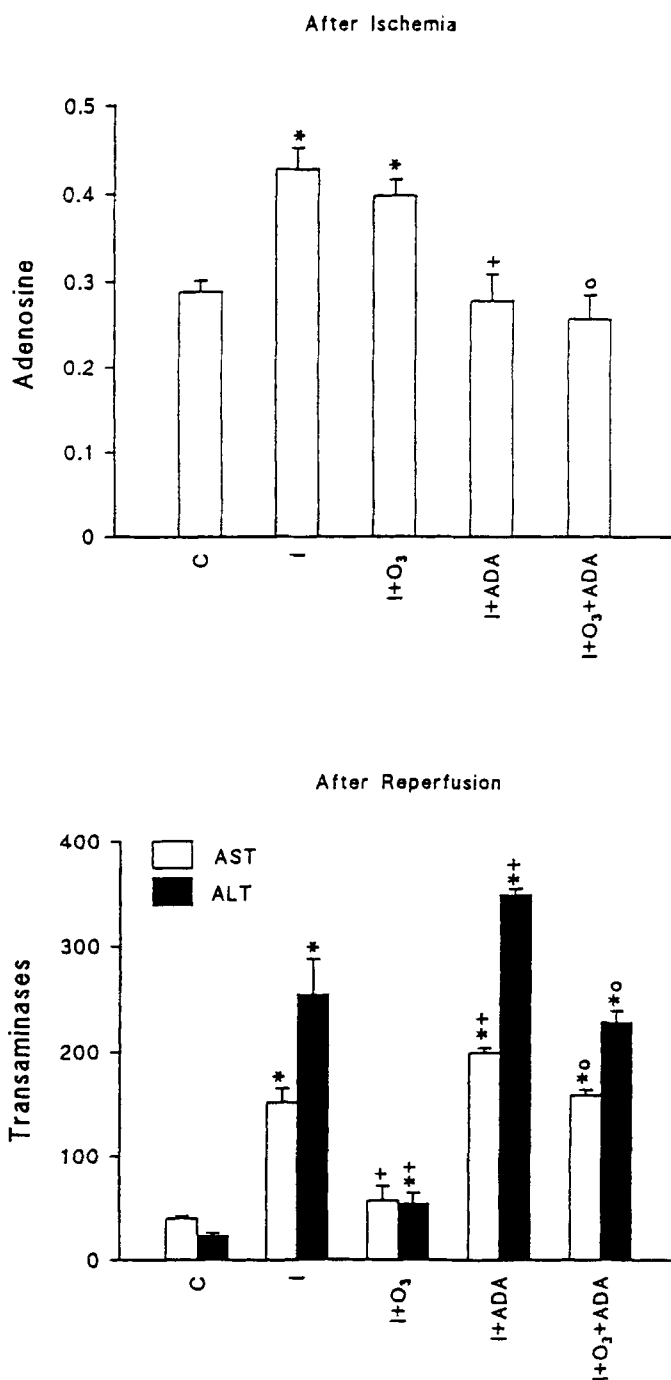 After Ischemia
0.5
0.4
0.3
0.2
0.1
0
Adenosine
* * + o
C I I+O₃ I+ADA I+O₃+ADA
After Reperfusion
AST
ALT
400
300
200
100
0
Transaminases
* * + *+ *+ *+ *o *o
C I I+O₃ I+ADA I+O₃+ADA